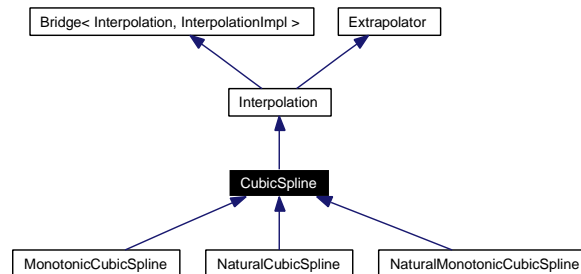 Bridge< Interpolation, InterpolationImpl >
Extrapolator
Interpolation
CubicSpline
MonotonicCubicSpline
NaturalCubicSpline
NaturalMonotonicCubicSpline